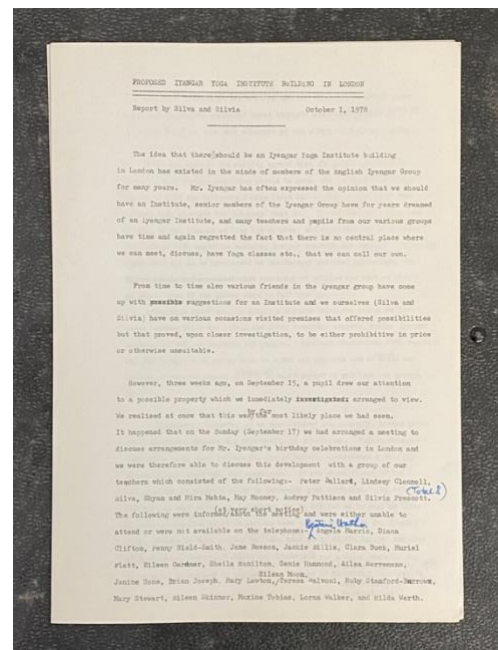 PROPOSED IYENGAR YOGA INSTITUTE BUILDING IN LONDON
Report by Silva and Silvia October 1, 1978
The idea that there should be an Iyengar Yoga Institute building
in London has existed in the minds of members of the English Iyengar Group
for many years. Mr. Iyengar has often expressed the opinion that we should
have an Institute, senior members of the Iyengar Group have for years dreamed
of an Iyengar Institute, and many teachers and pupils from our various groups
have time and again regretted the fact that there is no central place where
we can meet, discuss, have Yoga classes etc., that we can call our own.
From time to time also various friends in the Iyengar group have come
up with possible suggestions for an Institute and we ourselves (Silva and
Silvia) have on various occasions visited premises that offered possibilities
but that proved, upon closer investigation, to be either prohibitive in price
or otherwise unsuitable.
However, three weeks ago, on September 15, a pupil drew our attention
to a possible property which we immediately investigated; arranged to view.
by far
We realised at once that this was the most likely place we had seen.
It happened that on the Sunday (September 17) we had arranged a meeting to
discuss arrangements for Mr. Iyengar's birthday celebrations in London and
we were therefore able to discuss this development with a group of our
teachers which consisted of the following:- Peter Ballard, Lindsey Clennell,
Silva, Shyam and Mira Mehta, May Mooney, Audrey Pattison and Silvia Prescott. (Total 8)
(at very short notice)
The following were informed about the meeting and were either unable to
attend or were not available on the telephone:- Angela Marris, Diana
Clifton, Penny Nield-Smith, Jane Jackie Clara Buck, Muriel
Eileen Gardner, Sheila Hamilton, Genie Hammond, Ailsa
Eileen Moon,
Janine Brian Joseph, Mary Lawton, Teresa Ruby Stanford-Burrows,
Mary Stewart, Eileen Skinner, Maxine Tobias, Lorna Walker, and Hilda Werth.